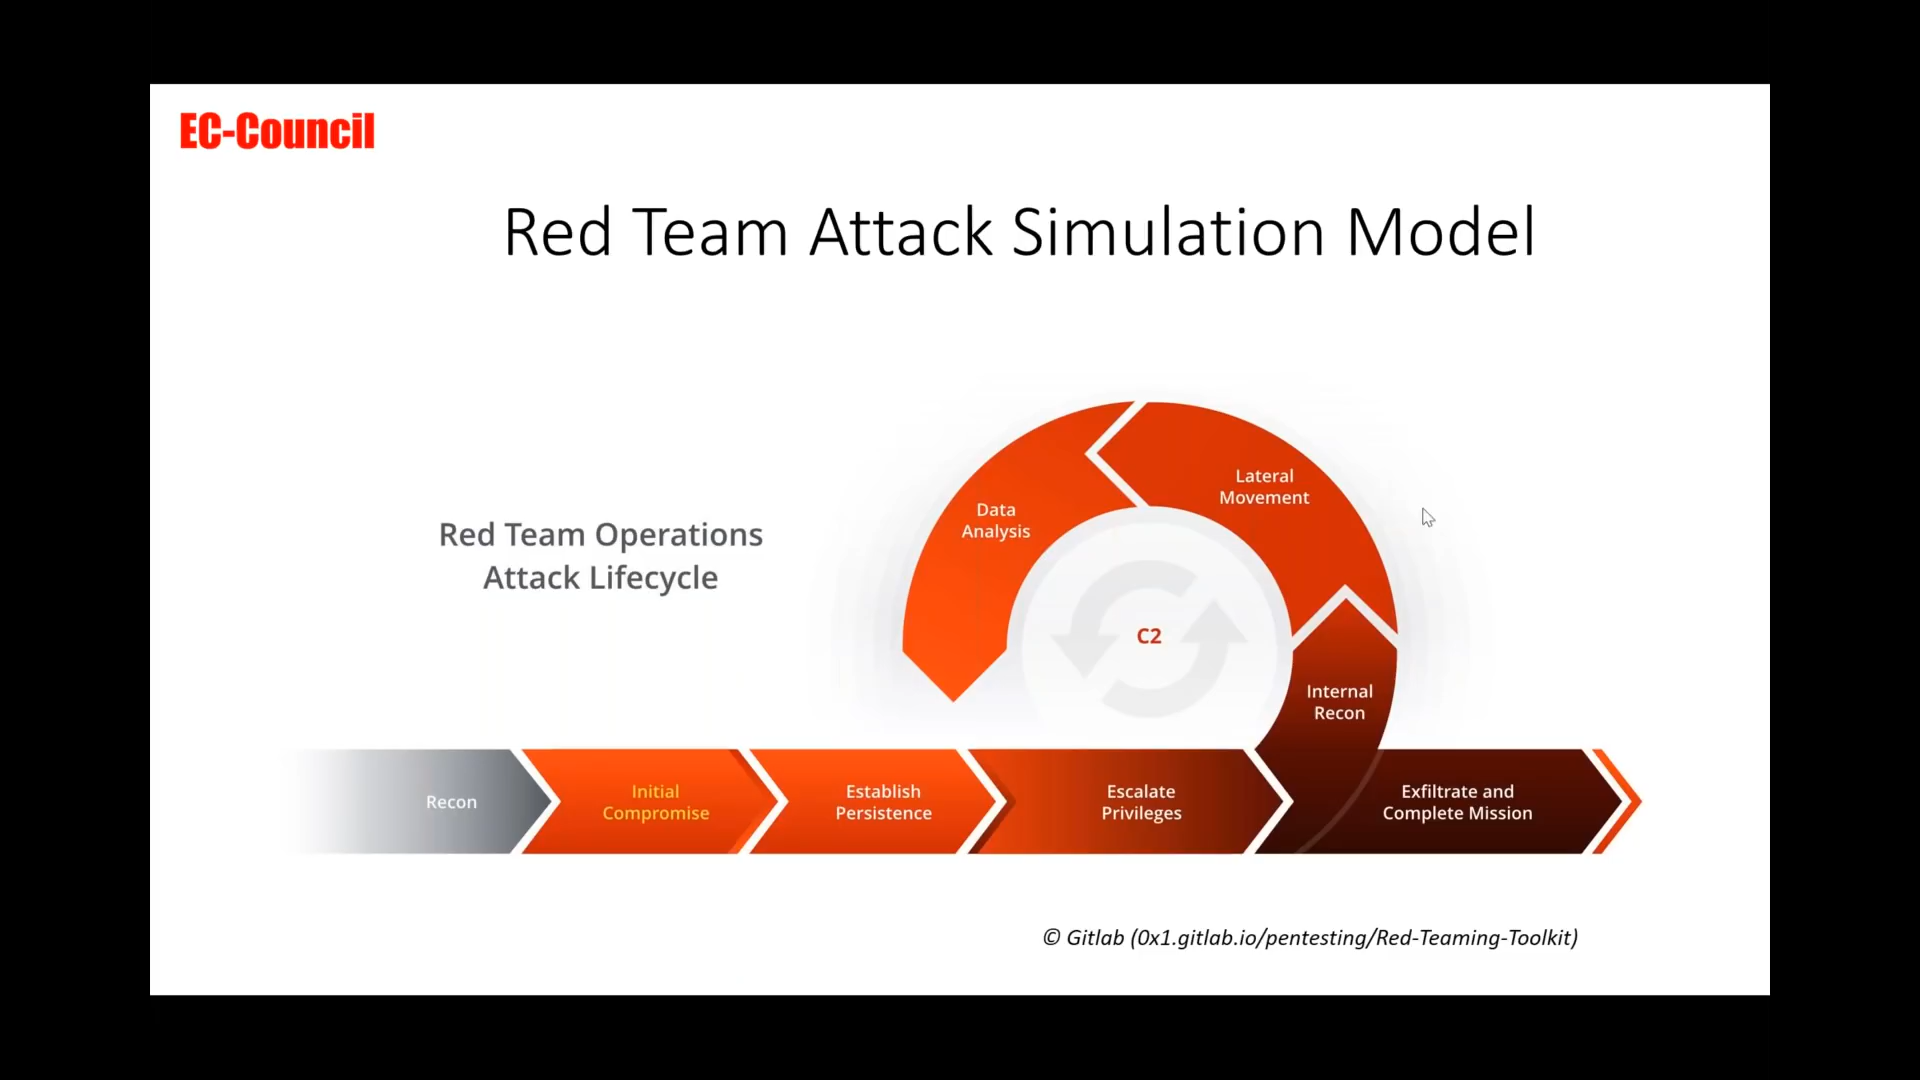 EC-Council
Red Team Attack Simulation Model
Red Team Operations
Attack Lifecycle
Data
Analysis
Lateral
Movement
C2
Internal
Recon
Recon
Initial
Compromise
Establish
Persistence
Escalate
Privileges
Exfiltrate and
Complete Mission
© Gitlab (0x1.gitlab.io/pentesting/Red-Teaming-Toolkit)